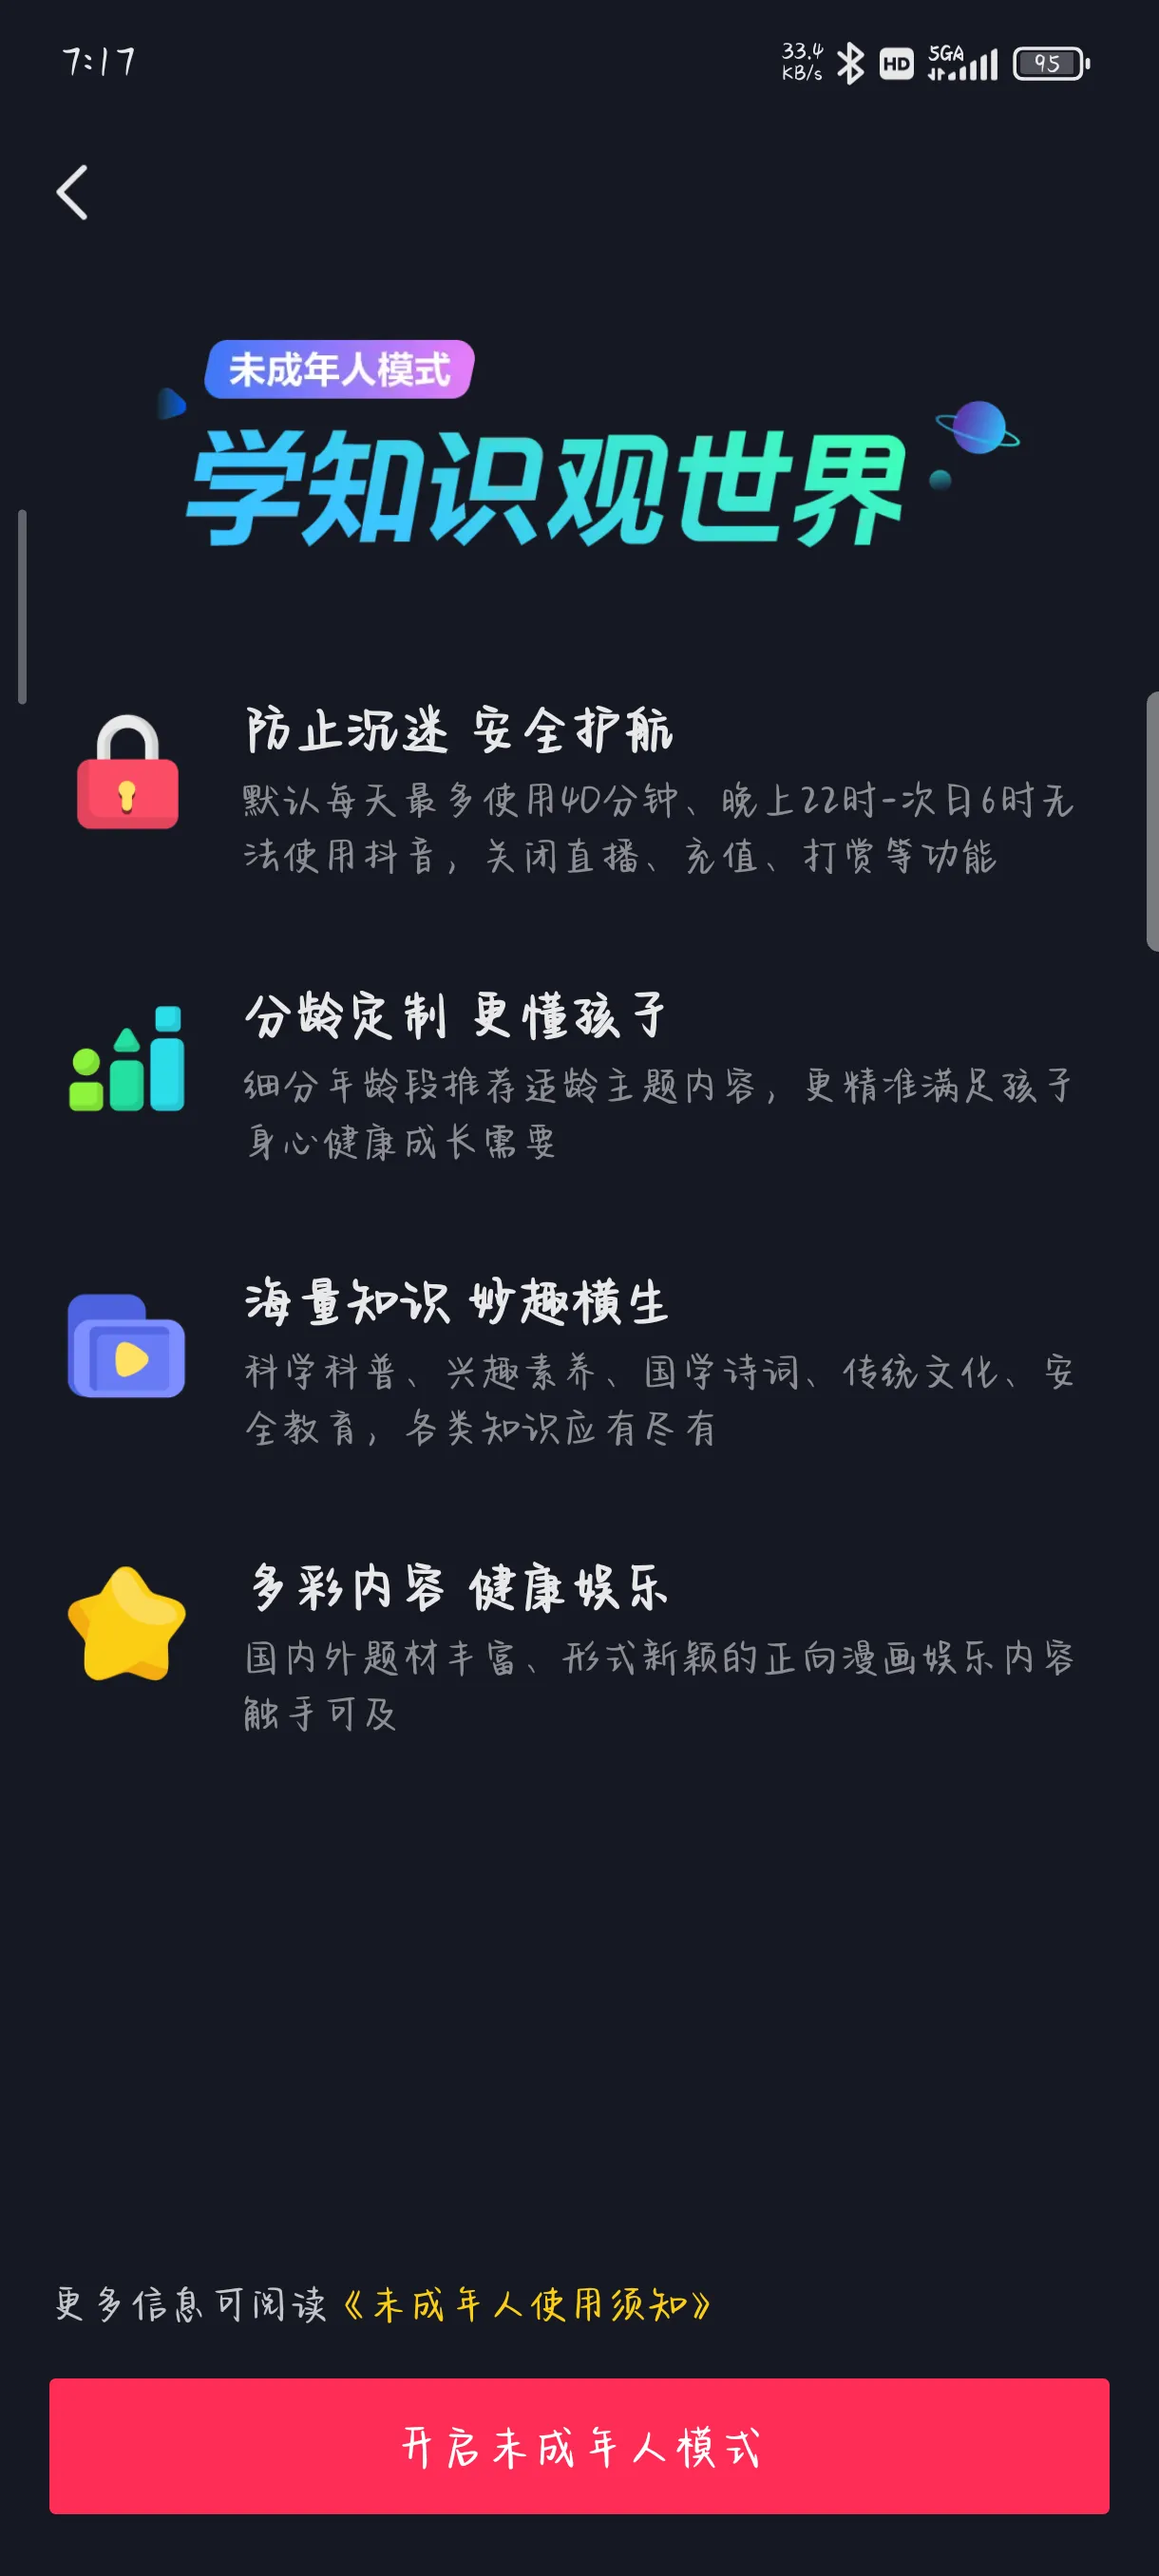 7:17
33.4
KB/s
HD
5GA
95
未成年人模式
学知识观世界
防止沉迷 安全护航
默认每天最多使用40分钟、晚上22时-次日6时无
法使用抖音，关闭直播、充值、打赏等功能
分龄定制 更懂孩子
细分年龄段推荐适龄主题内容，更精准满足孩子
身心健康成长需要
海量知识 妙趣横生
科学科普、兴趣素养、国学诗词、传统文化、安
全教育，各类知识应有尽有
多彩内容 健康娱乐
国内外题材丰富、形式新颖的正向漫画娱乐内容
触手可及
更多信息可阅读《未成年人使用须知》
开启未成年人模式